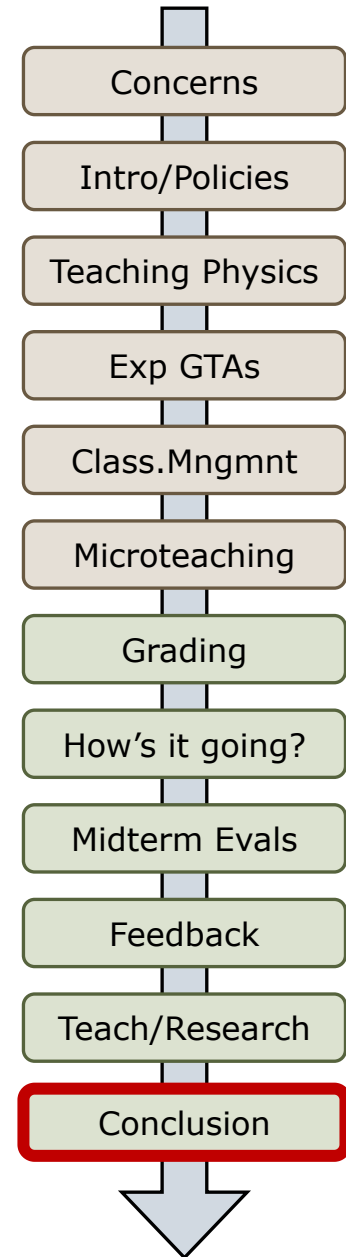 Concerns
Intro/Policies
Teaching Physics
Exp GTAs
Class.Mngmnt
Microteaching
Grading
How’s it going?
Midterm Evals
Feedback
Teach/Research
Conclusion